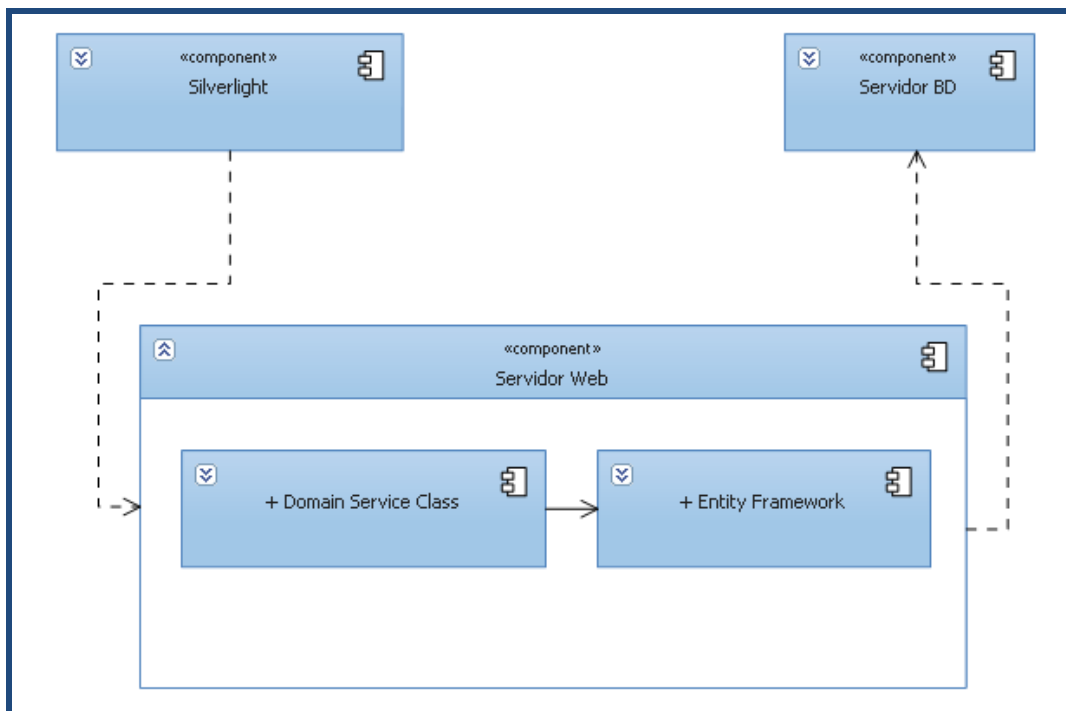 «component»
Silverlight
«component»
Servidor BD
«component»
Servidor Web
+ Domain Service Class
+ Entity Framework